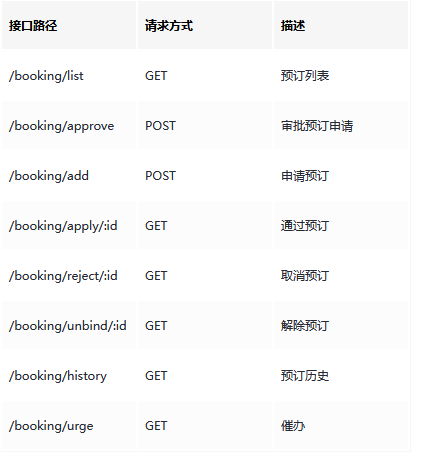 接口路径 请求方式 描述
/booking/list GET 预订列表
/booking/approve POST 审批预订申请
/booking/add POST 申请预订
/booking/apply/:id GET 通过预订
/booking/reject/:id GET 取消预订
/booking/unbind/:id GET 解除预订
/booking/history GET 预订历史
/booking/urge GET 催办